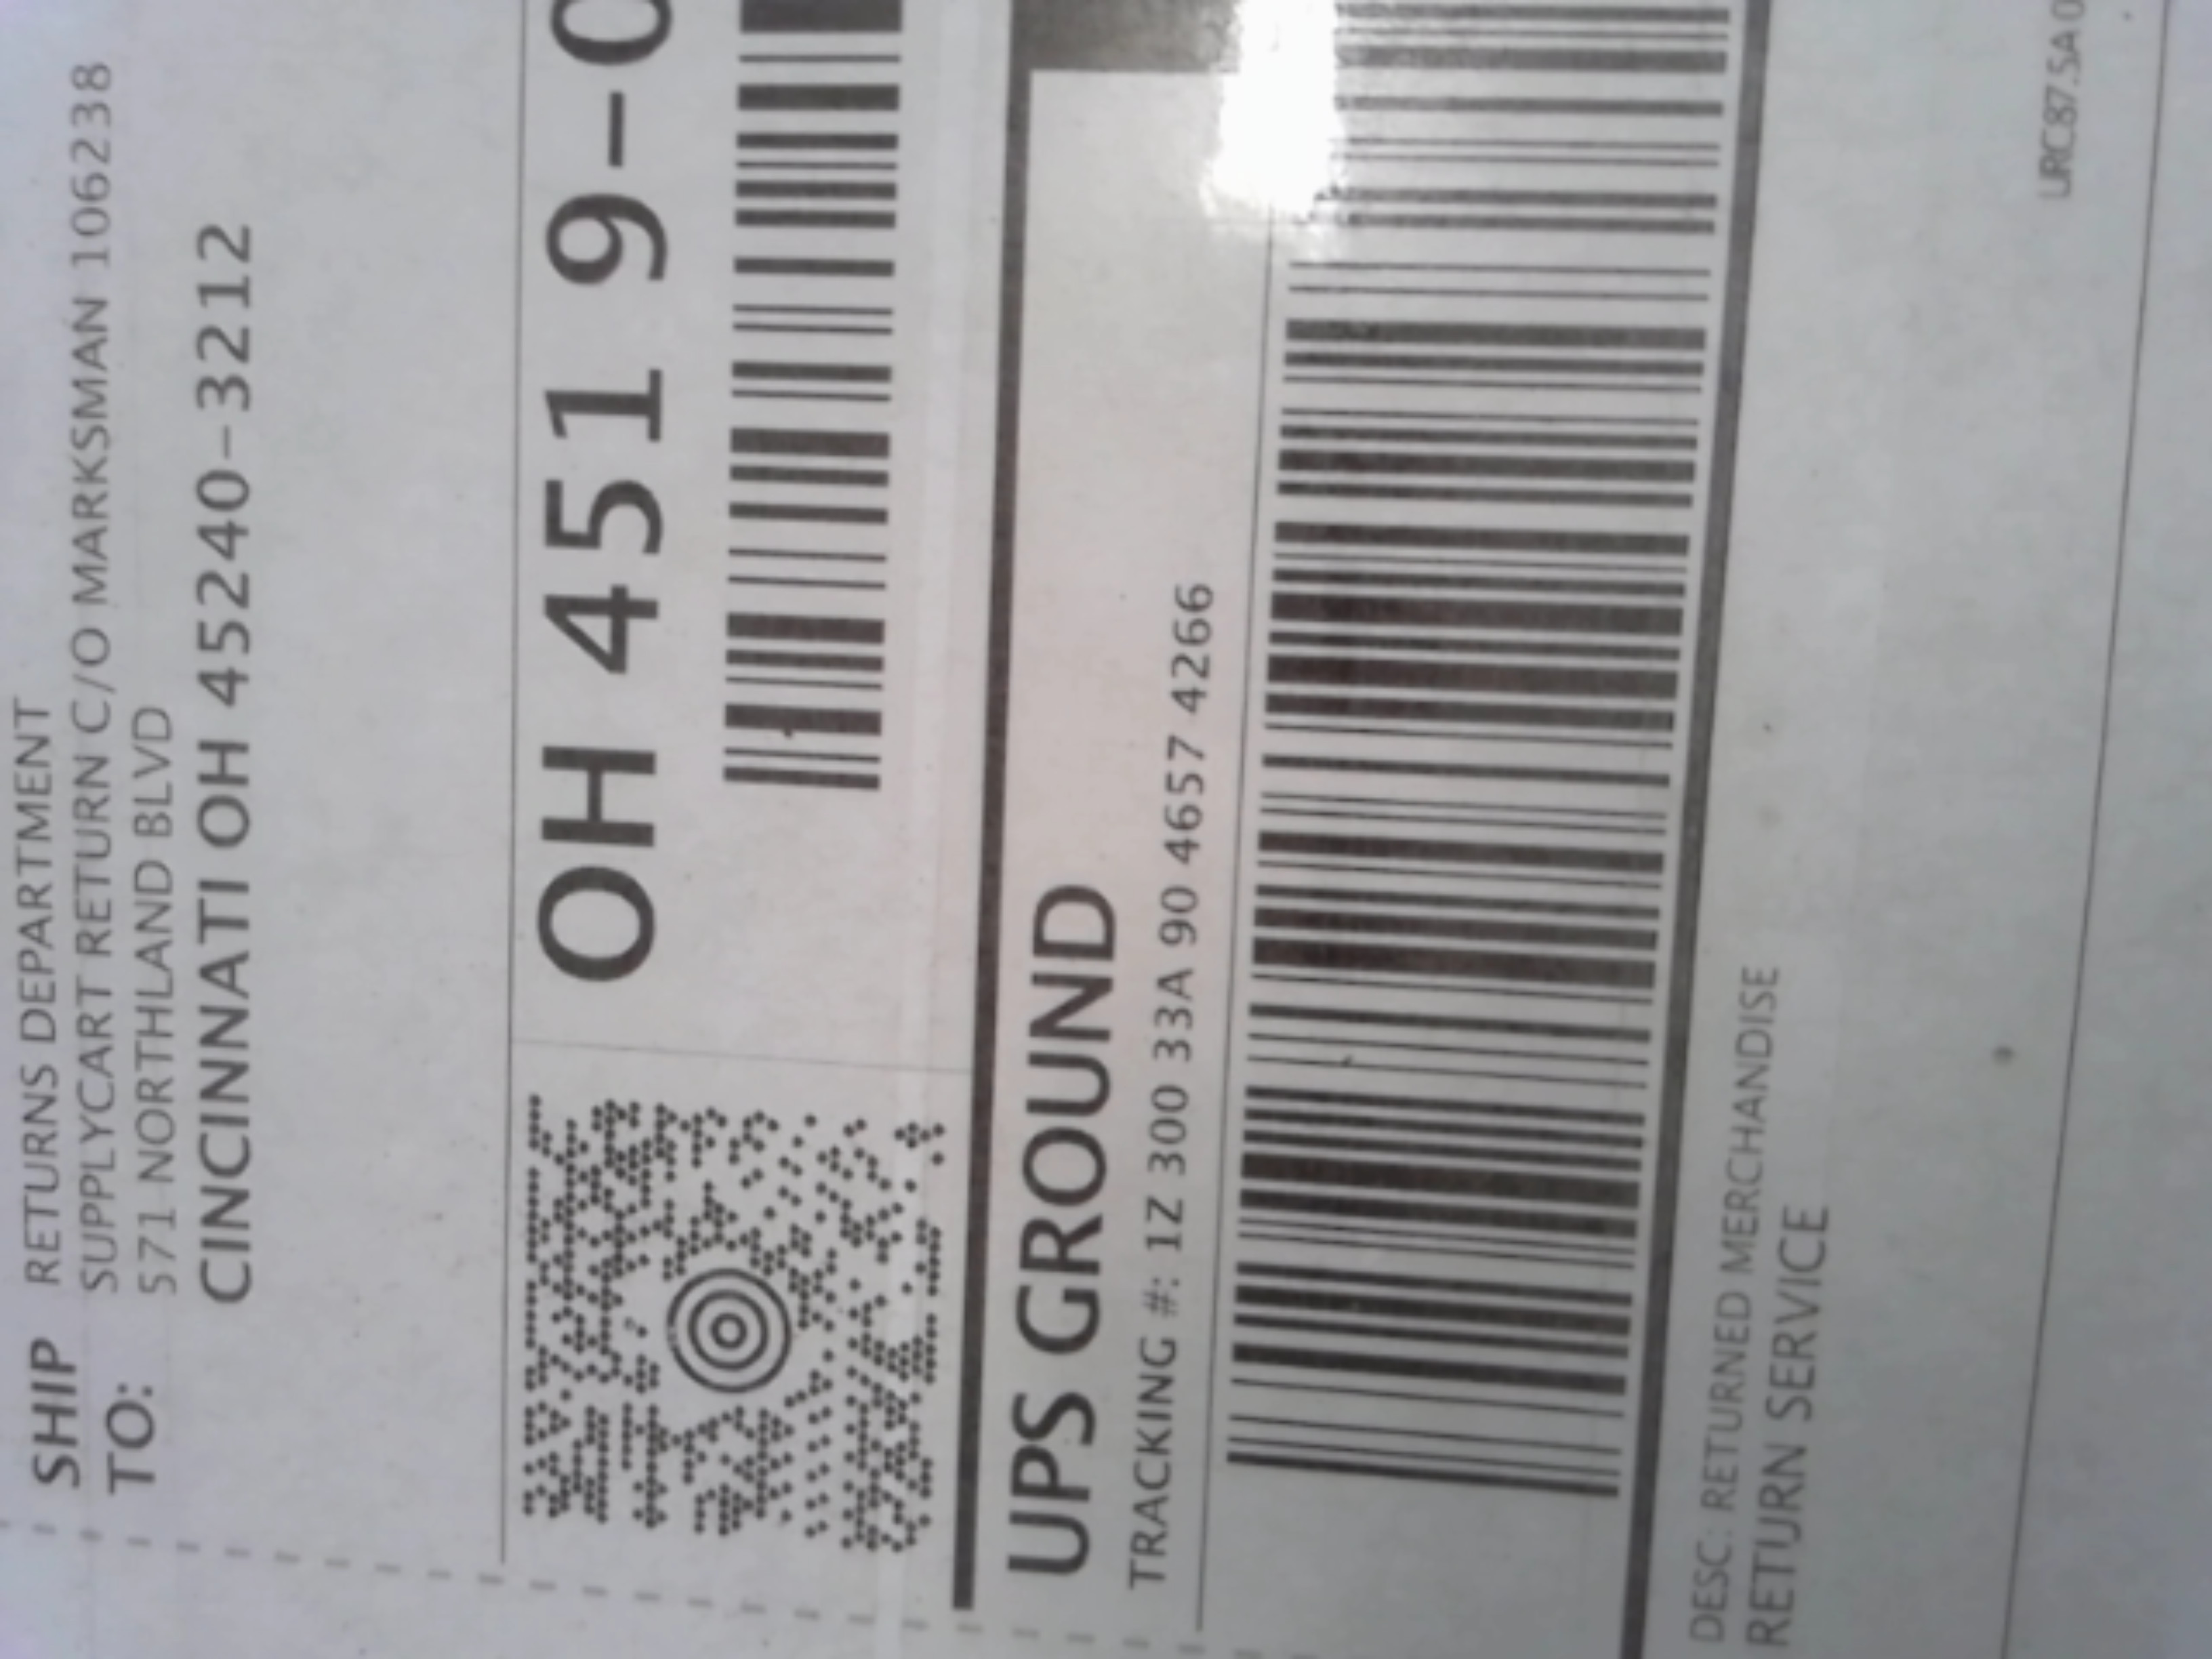 SHIP TO:
RETURNS DEPARTMENT
SUPPLYCART RETURN C/O MARKSMAN 106238
571 NORTHLAND BLVD
CINCINNATI OH 45240-3212
OH 451 9-0
UPS GROUND
TRACKING #: 1Z 300 33A 90 4657 4266
DESC: RETURNED MERCHANDISE
RETURN SERVICE